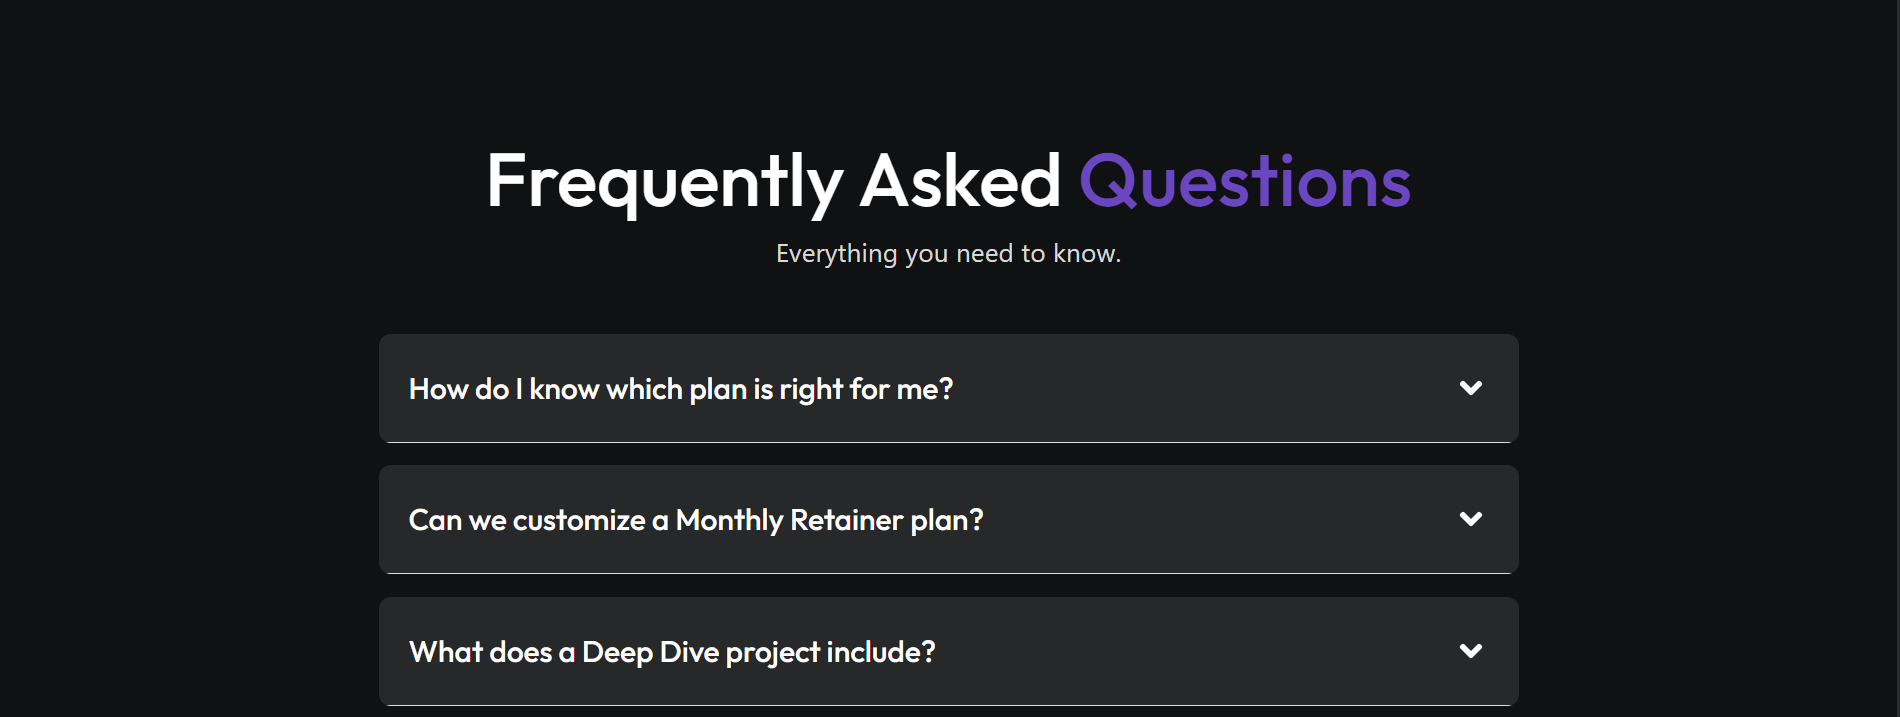 Frequently Asked Questions
Everything you need to know.
How do I know which plan is right for me?
Can we customize a Monthly Retainer plan?
What does a Deep Dive project include?